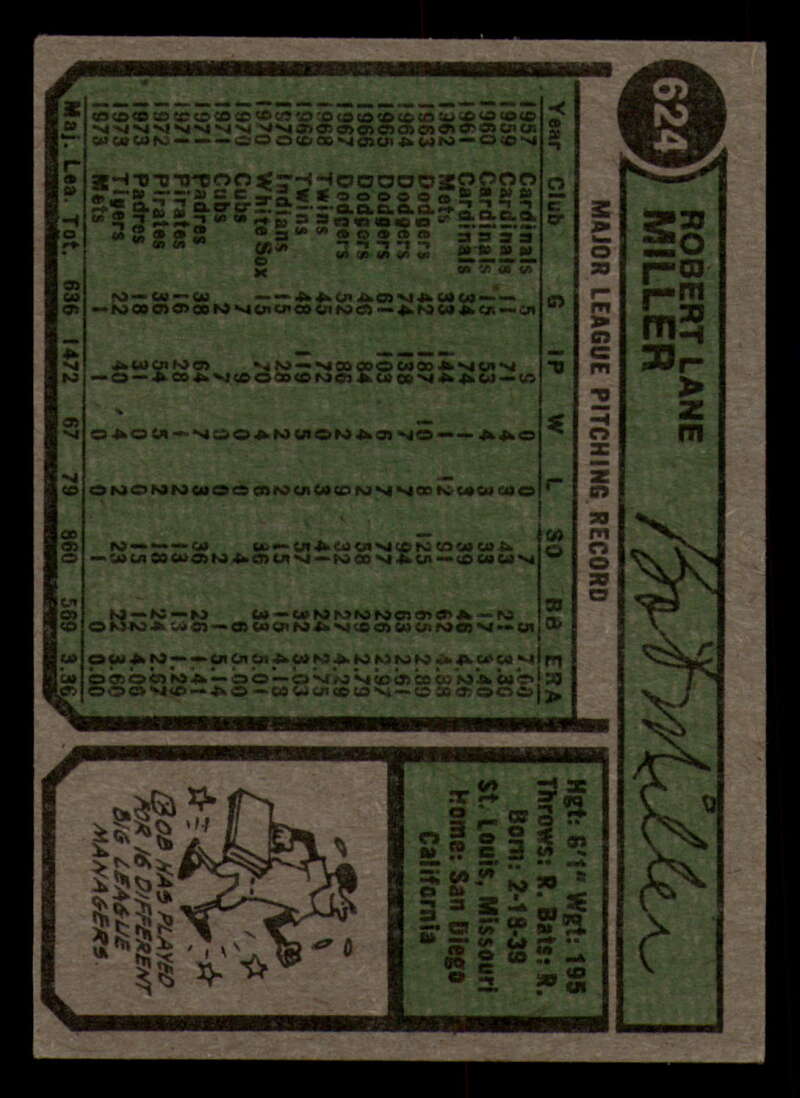 624
ROBERT LANE
MILLER
Bob Miller
MAJOR LEAGUE PITCHING RECORD
Year Club G IP W L SO BB ERA
1957 Cardinals 5 9 0 0 7 5 7.00
1959 Cardinals 11 71 4 3 43 21 3.30
1960 Cardinals 15 53 4 3 33 17 3.40
1961 Cardinals 34 74 1 3 39 46 4.26
1962 Mets 33 144 1 12 91 62 4.88
1963 Dodgers 42 187 10 8 125 65 2.89
1964 Dodgers 74 138 7 7 94 63 2.61
1965 Dodgers 61 103 6 7 77 26 2.97
1966 Dodgers 46 84 4 2 58 29 2.79
1967 Dodgers 52 86 2 9 32 27 4.29
1968 Twins 45 72 0 3 41 24 2.75
1969 Twins 48 119 5 5 57 32 3.03
1970 Indians 15 28 2 2 15 15 4.18
1970 White Sox 15 70 4 6 36 33 5.01
1970 Cubs 7 9 0 0 4 6 5.00
1971 Cubs 2 7 0 0 2 1 5.14
1971 Padres 38 64 7 3 36 26 1.41
1971 Pirates 16 28 1 2 13 13 1.29
1972 Pirates 36 54 5 2 18 24 2.67
1973 Padres 18 31 0 0 15 12 4.06
1973 Tigers 22 40 4 2 23 22 3.60
1973 Mets 1 1 0 0 1 0 0.00
Maj. Lea. Tot. 636 1472 67 79 860 569 3.36
Hgt: 6'1" Wgt: 195
Throws: R. Bats: R.
Born: 2-18-39
St. Louis, Missouri
Home: San Diego
California
BOB HAS PLAYED
FOR 16 DIFFERENT
BIG LEAGUE
MANAGERS.